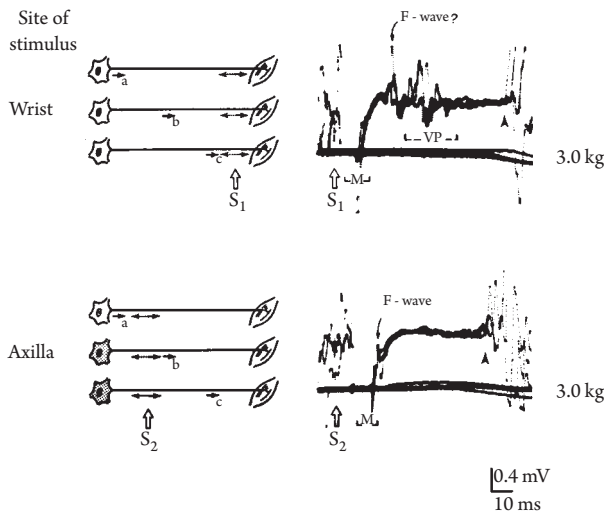 Site of
stimulus
F - wave?
a
Wrist
b
c
VP
M
3.0 kg
S1
S1
F - wave
a
Axilla
b
c
M
3.0 kg
S2
S2
0.4 mV
10 ms